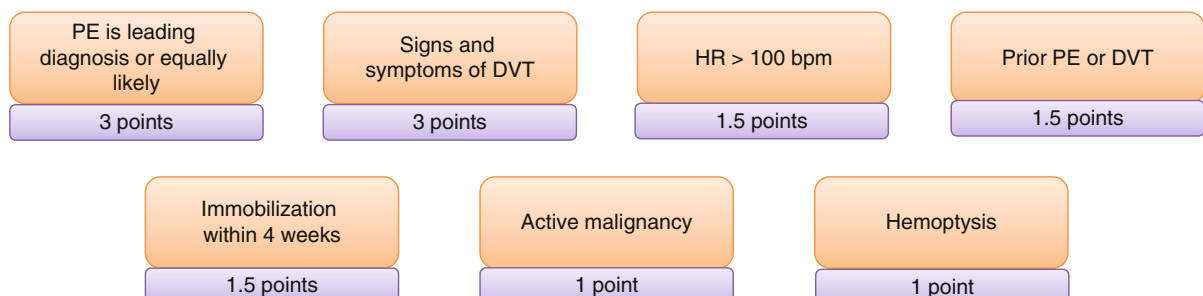 PE is leading
diagnosis or equally
likely
3 points
Signs and
symptoms of DVT
3 points
HR > 100 bpm
1.5 points
Prior PE or DVT
1.5 points
Immobilization
within 4 weeks
1.5 points
Active malignancy
1 point
Hemoptysis
1 point